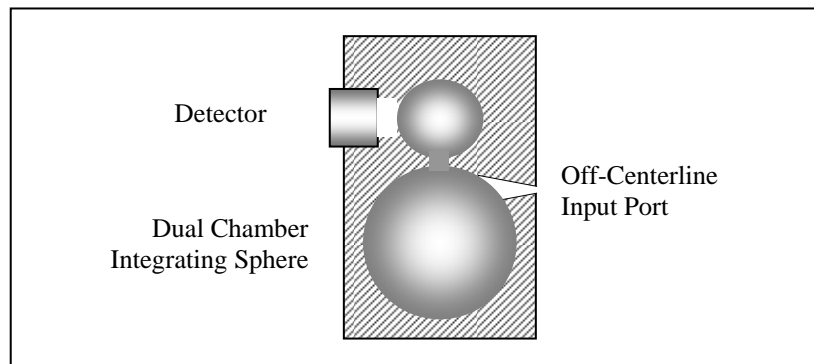 Detector
Off-Centerline
Input Port
Dual Chamber
Integrating Sphere